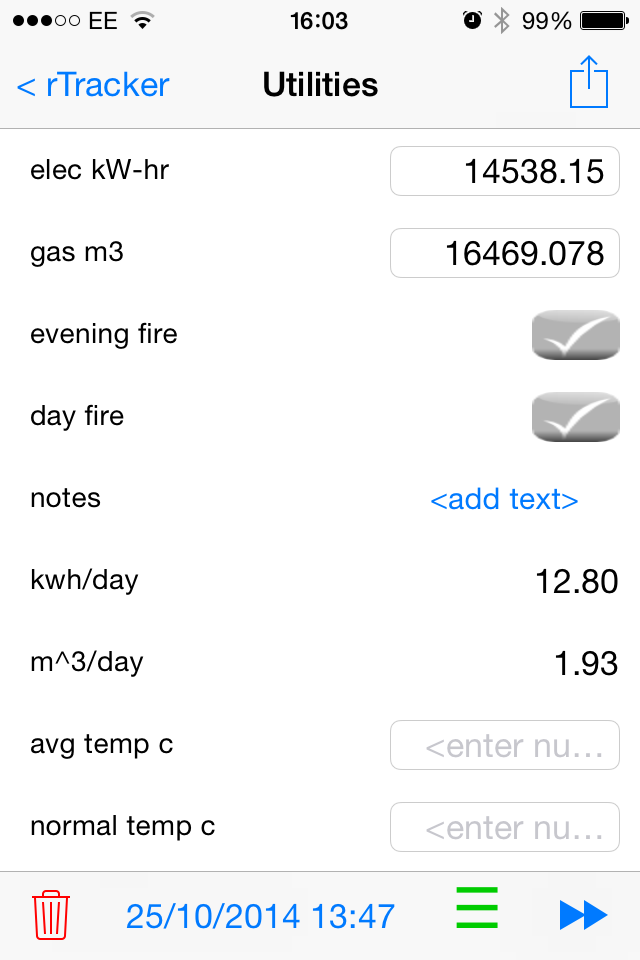 EE 16:03 99%
< rTracker Utilities
elec kW-hr 14538.15
gas m3 16469.078
evening fire
day fire
notes <add text>
kwh/day 12.80
m^3/day 1.93
avg temp c <enter nu...
normal temp c <enter nu...
25/10/2014 13:47